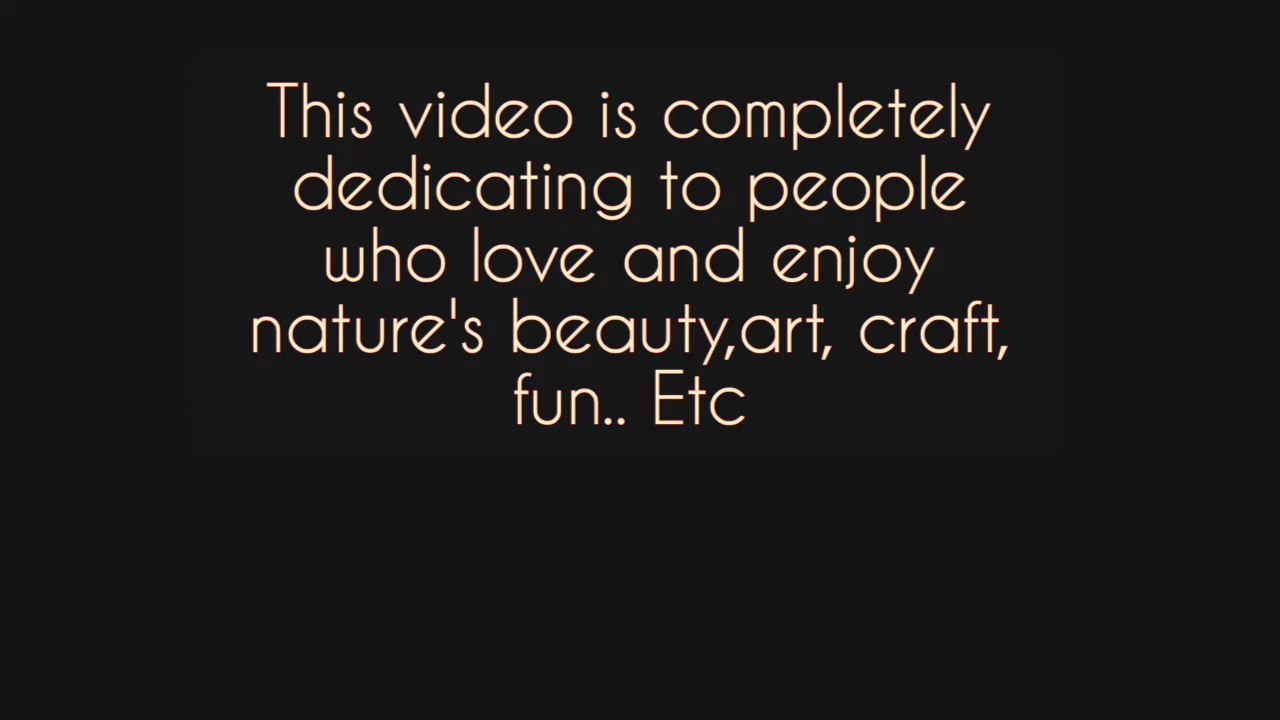 This video is completely
dedicating to people
who love and enjoy
nature's beauty,art, craft,
fun.. Etc